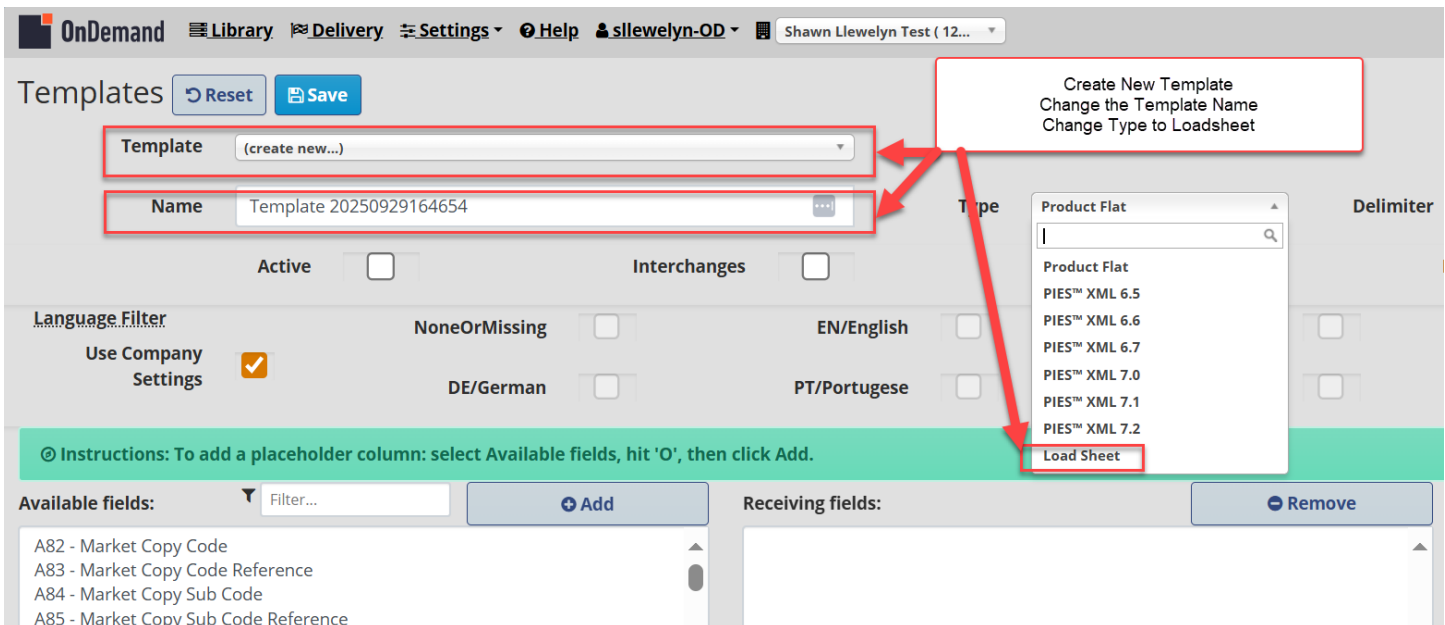 OnDemand Library Delivery Settings Help sllewelyn-OD Shawn Llewelyn Test ( 12...
Templates Reset Save
Create New Template
Change the Template Name
Change Type to Loadsheet
Template (create new...)
Name Template 20250929164654 Type Product Flat Delimiter
Active Interchanges
Product Flat
PIES™ XML 6.5
PIES™ XML 6.6
PIES™ XML 6.7
PIES™ XML 7.0
PIES™ XML 7.1
PIES™ XML 7.2
Load Sheet
Language Filter
Use Company
Settings
NoneOrMissing EN/English
DE/German PT/Portugese
Instructions: To add a placeholder column: select Available fields, hit 'O', then click Add.
Available fields: Filter... Add Receiving fields: Remove
A82 - Market Copy Code
A83 - Market Copy Code Reference
A84 - Market Copy Sub Code
A85 - Market Copy Sub Code Reference